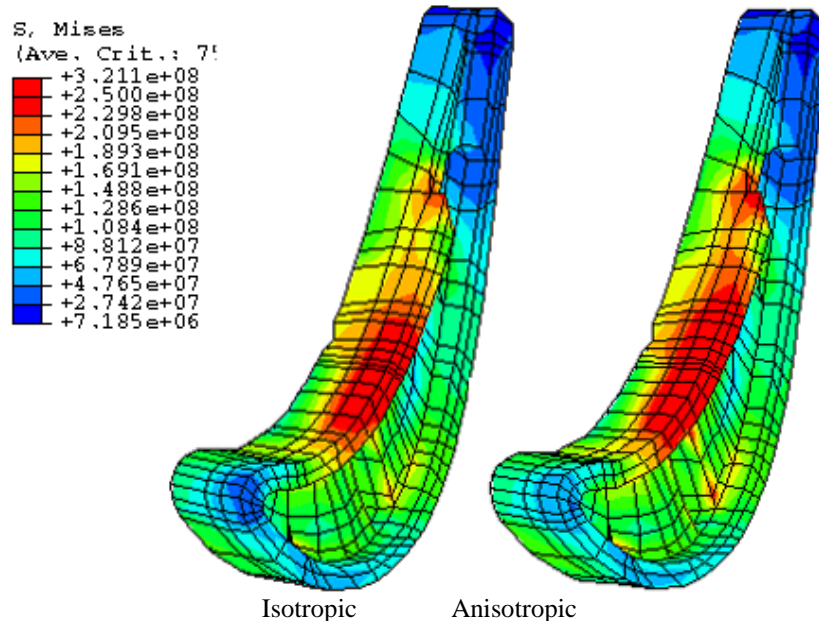 S, Mises
(Ave. Crit.: 75
+3.211e+08
+2.500e+08
+2.298e+08
+2.095e+08
+1.893e+08
+1.691e+08
+1.488e+08
+1.286e+08
+1.084e+08
+8.812e+07
+6.789e+07
+4.765e+07
+2.742e+07
+7.185e+06
Isotropic Anisotropic